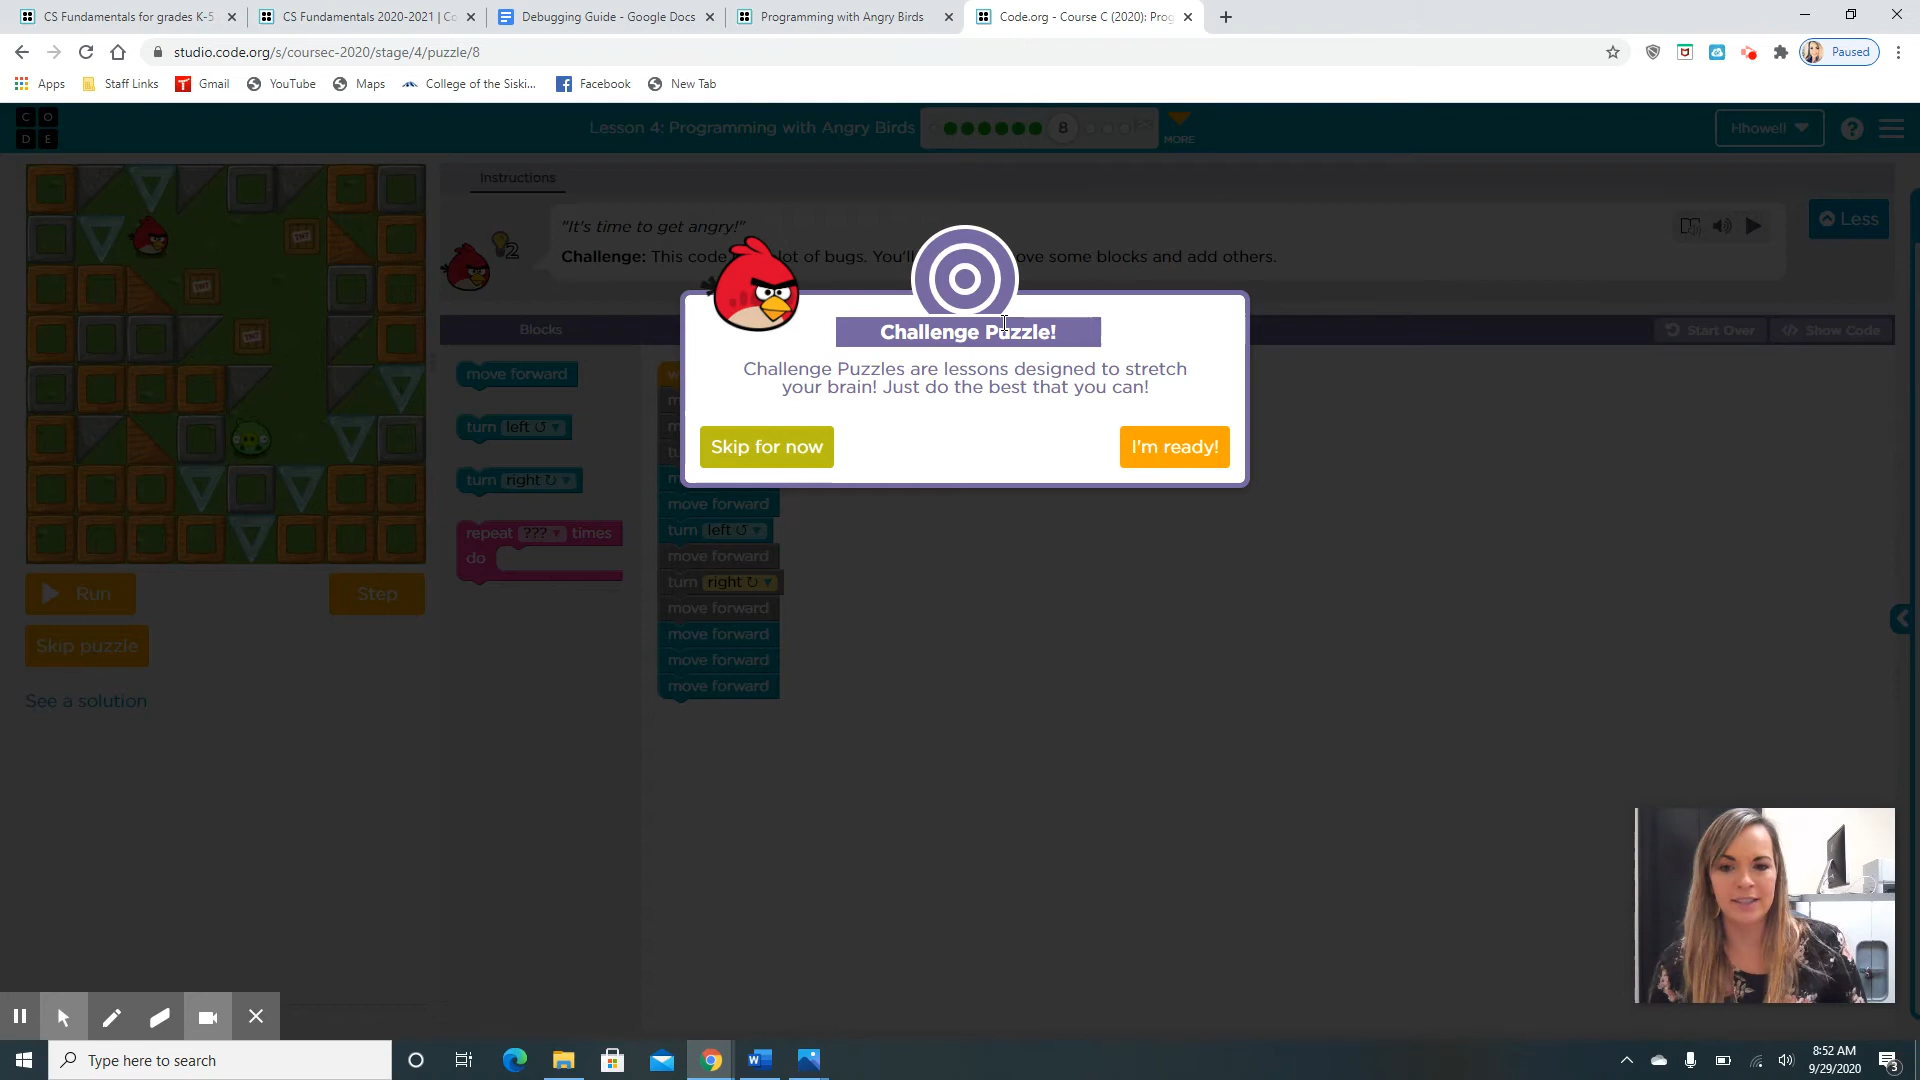 CS Fundamentals for grades K-5
CS Fundamentals 2020-2021 | Co
Debugging Guide - Google Docs
Programming with Angry Birds
Code.org - Course C (2020): Prog
studio.code.org/s/coursec-2020/stage/4/puzzle/8
Paused
Apps
Staff Links
Gmail
YouTube
Maps
College of the Siski...
Facebook
New Tab
C O
D E
Lesson 4: Programming with Angry Birds
8
MORE
Hhowell
?
Instructions
"It's time to get angry!"
2
Challenge: This code lot of bugs. You'll ove some blocks and add others.
Less
TNT
TNT
TNT
Challenge Puzzle!
Challenge Puzzles are lessons designed to stretch
your brain! Just do the best that you can!
Skip for now
I'm ready!
Blocks
Start Over
Show Code
move forward
turn left
turn right
repeat ??? times
do
move forward
turn left
move forward
turn right
move forward
move forward
move forward
move forward
Run
Step
Skip puzzle
See a solution
Type here to search
8:52 AM
9/29/2020
3